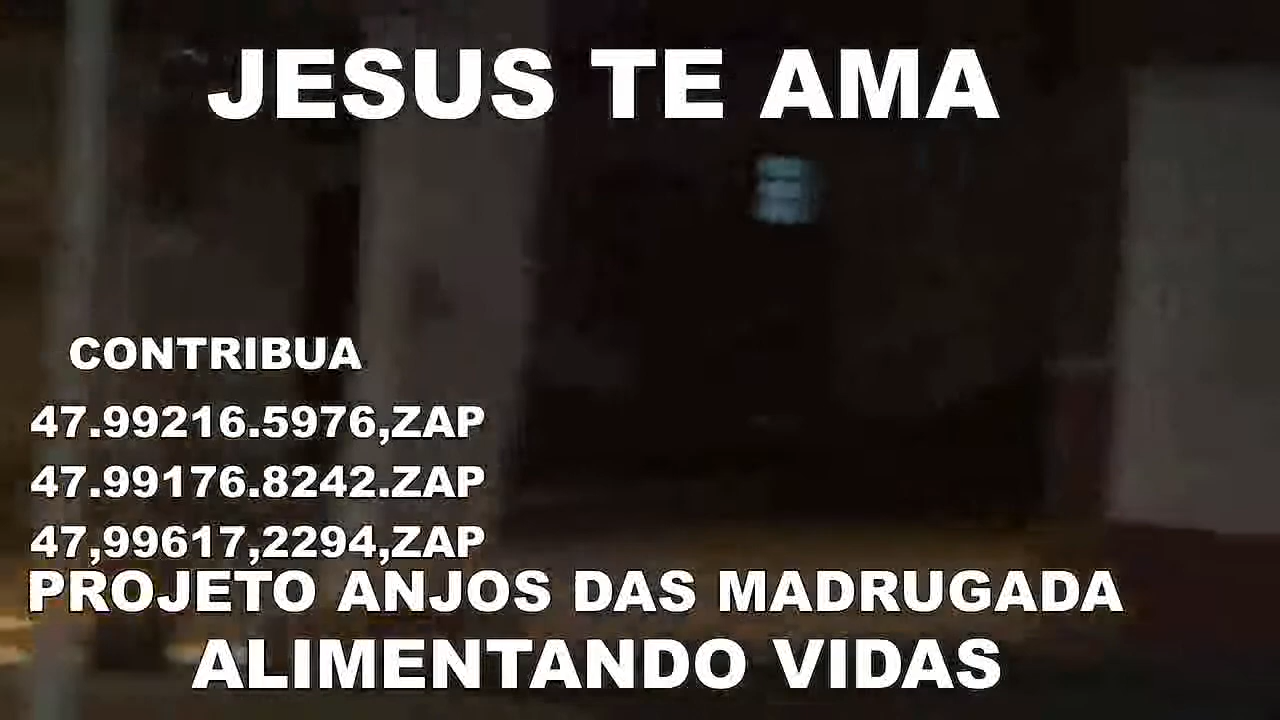 JESUS TE AMA
CONTRIBUA
47.99216.5976,ZAP
47.99176.8242.ZAP
47,99617,2294,ZAP
PROJETO ANJOS DAS MADRUGADA
ALIMENTANDO VIDAS